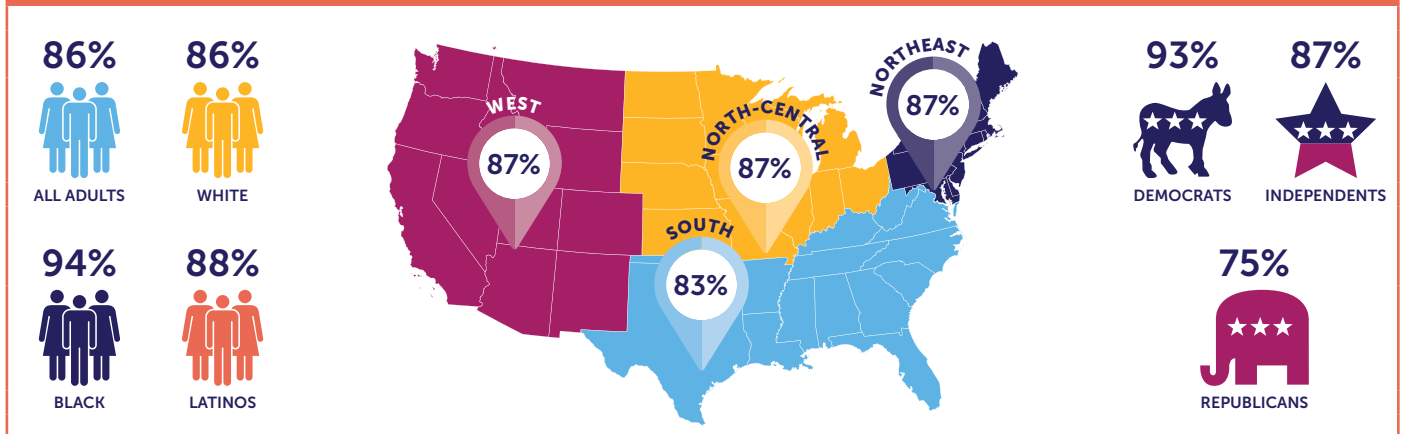 86%
ALL ADULTS
86%
WHITE
94%
BLACK
88%
LATINOS
WEST
87%
NORTH-CENTRAL
87%
NORTHEAST
87%
SOUTH
83%
93%
DEMOCRATS
87%
INDEPENDENTS
75%
REPUBLICANS